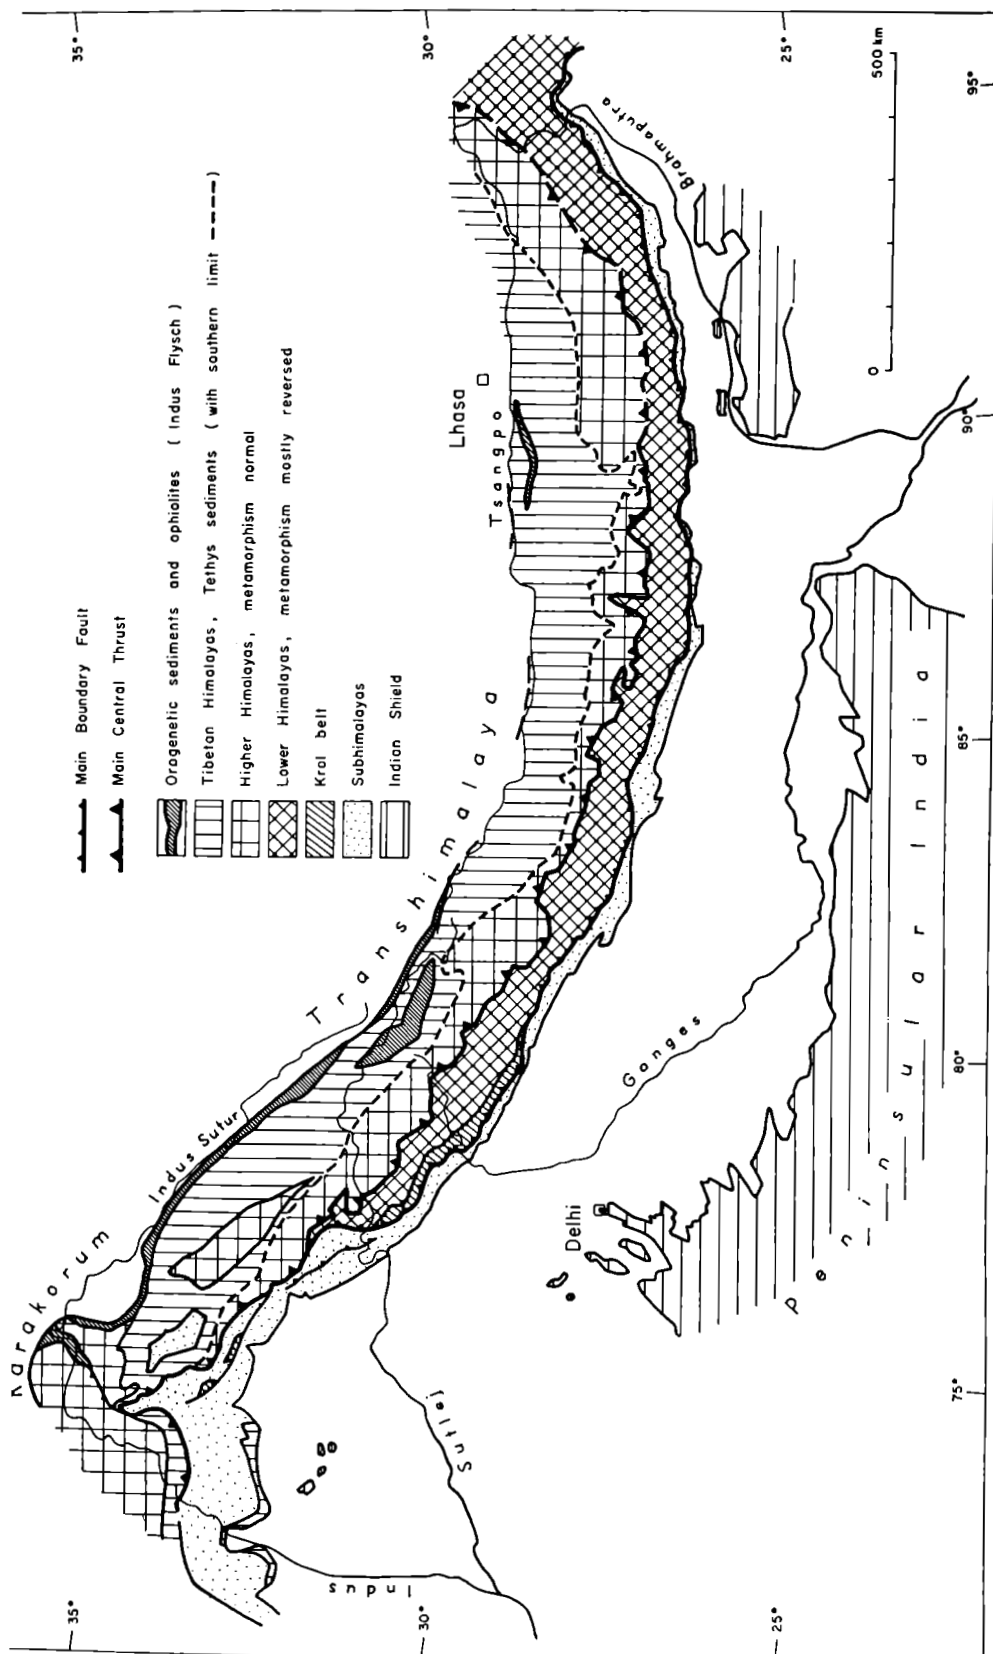 35°
30°
25°
Main Boundary Fault
Main Central Thrust
Orogenetic sediments and ophiolites ( Indus Flysch )
Tibetan Himalayas, Tethys sediments ( with southern limit ---- )
Higher Himalayas, metamorphism normal
Lower Himalayas, metamorphism mostly reversed
Krol belt
Subhimalayas
Indian Shield
Karakorum
Indus Sutur
Transhimalaya
Lhasa
Tsangpo
Brahmaputra
Delhi
Ganges
Sutlej
Indus
Peninsular India
0
500 km
35°
30°
25°
75°
80°
85°
90°
95°